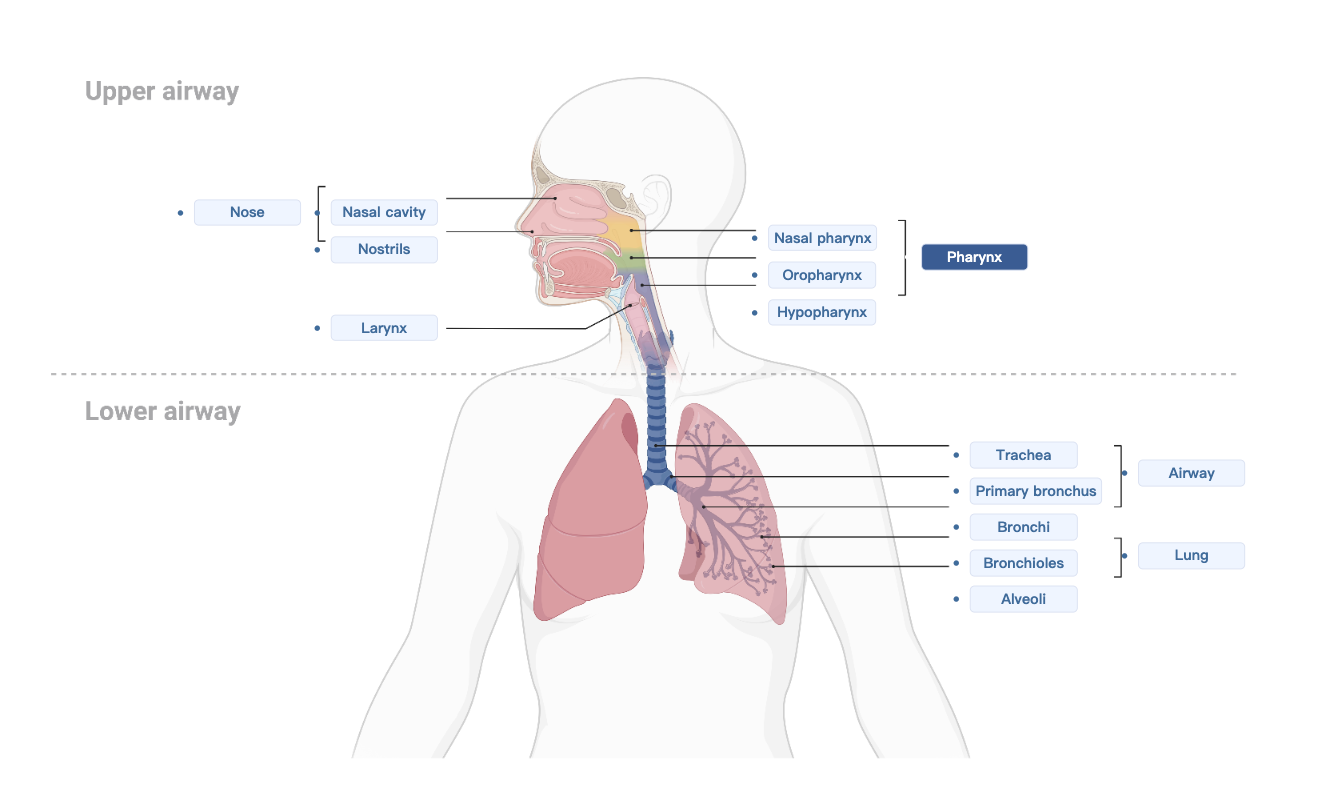 Upper airway
Nose
Nasal cavity
Nostrils
Larynx
Nasal pharynx
Oropharynx
Hypopharynx
Pharynx
Lower airway
Trachea
Primary bronchus
Bronchi
Bronchioles
Alveoli
Airway
Lung